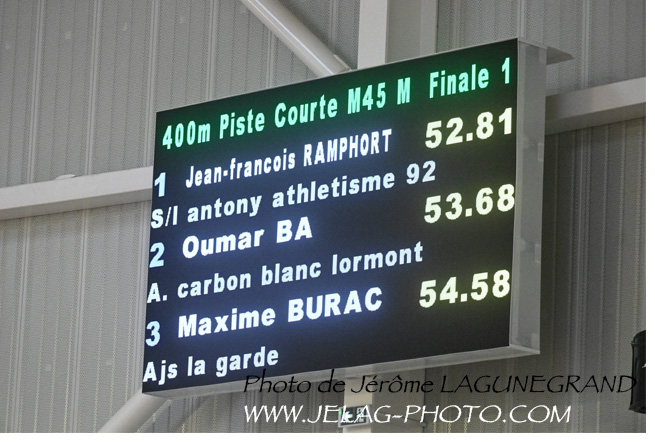 400m Piste Courte M45 M Finale 1
1 Jean-francois RAMPHORT 52.81
S/l antony athletisme 92
2 Oumar BA 53.68
A. carbon blanc lormont
3 Maxime BURAC 54.58
Ajs la garde
Photo de Jérôme LAGUNEGRAND
WWW.JELAG-PHOTO.COM